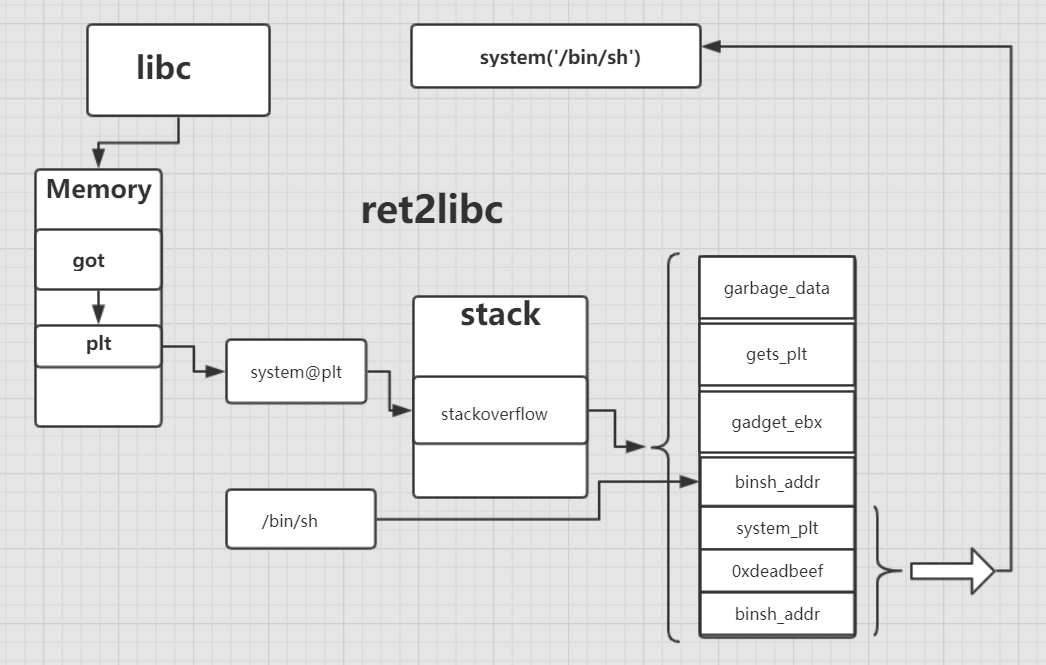 libc
system('/bin/sh')
Memory
got
plt
ret2libc
system@plt
stack
stackoverflow
/bin/sh
garbage_data
gets_plt
gadget_ebx
binsh_addr
system_plt
0xdeadbeef
binsh_addr